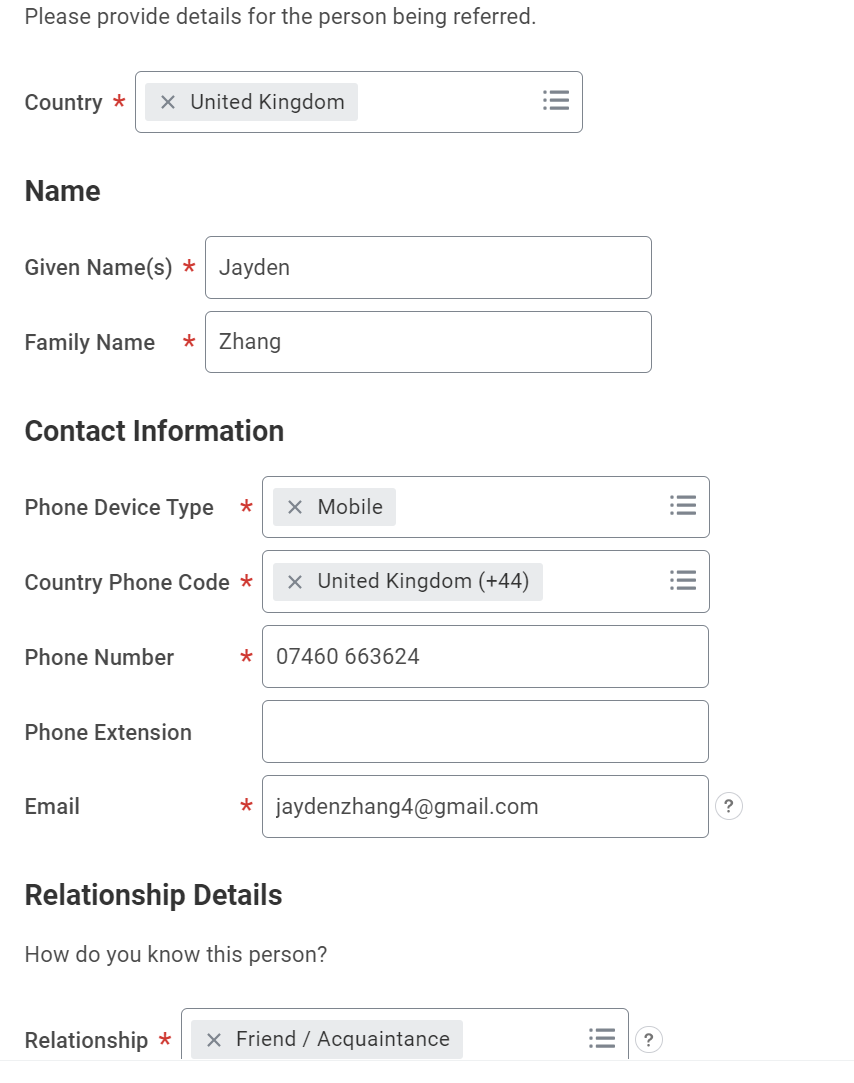 Please provide details for the person being referred.
Country * × United Kingdom
Name
Given Name(s) * Jayden
Family Name * Zhang
Contact Information
Phone Device Type * × Mobile
Country Phone Code * × United Kingdom (+44)
Phone Number * 07460 663624
Phone Extension
Email * jaydenzhang4@gmail.com ?
Relationship Details
How do you know this person?
Relationship * × Friend / Acquaintance ?